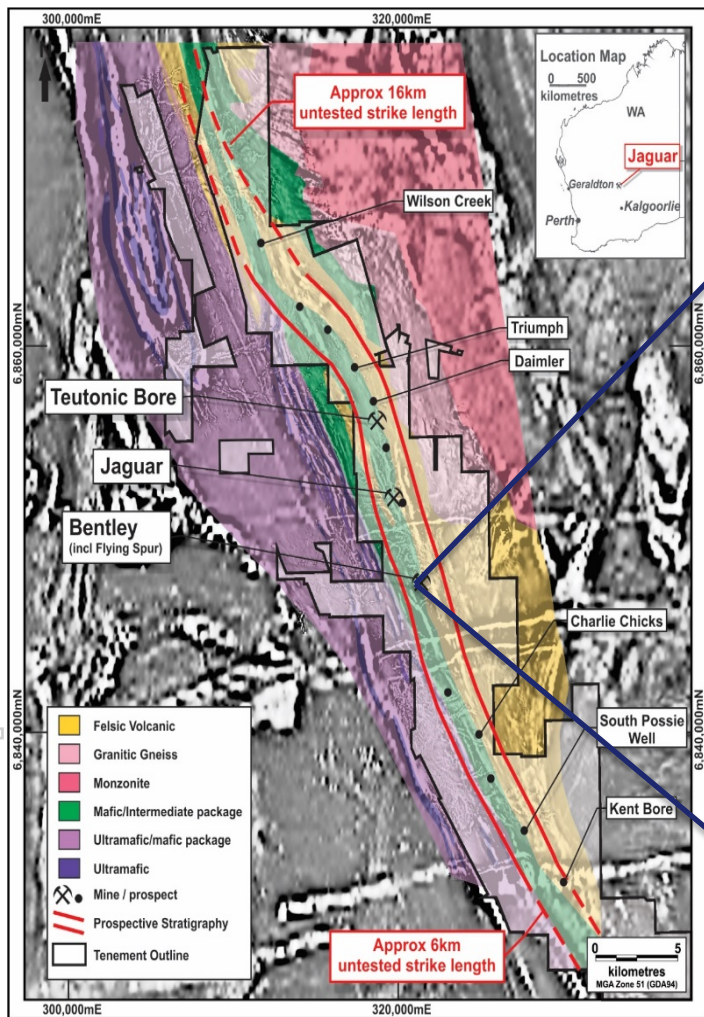 300,000mE
320,000mE
Location Map
0 500
kilometres
WA
Jaguar
Geraldton
Kalgoorlie
Perth
Approx 16km
untested strike length
Wilson Creek
6,860,000mN
6,860,000mN
Triumph
Daimler
Teutonic Bore
Jaguar
Bentley
(incl Flying Spur)
Charlie Chicks
South Possie
Well
6,840,000mN
6,840,000mN
Kent Bore
Felsic Volcanic
Granitic Gneiss
Monzonite
Mafic/Intermediate package
Ultramafic/mafic package
Ultramafic
Mine / prospect
Prospective Stratigraphy
Tenement Outline
Approx 6km
untested strike length
0 5
kilometres
MGA Zone 51 (GDA94)
300,000mE
320,000mE